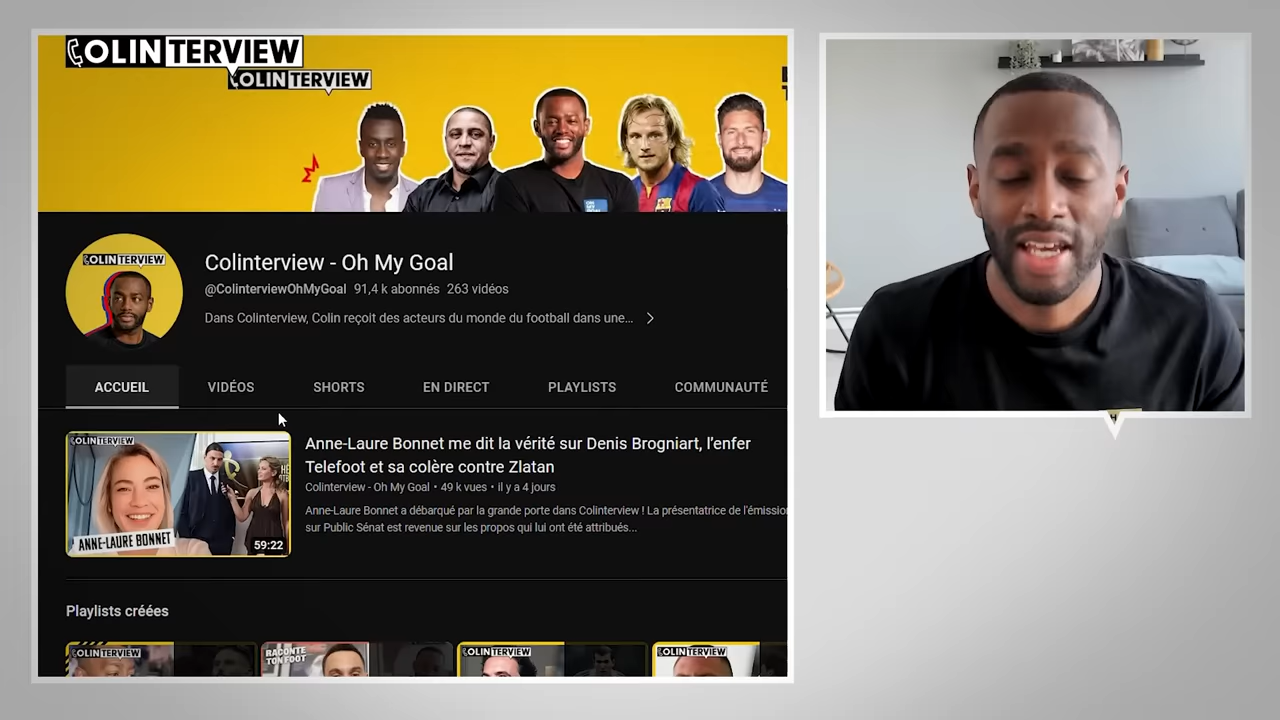 COLINTERVIEW
COLINTERVIEW
COLINTERVIEW
Colinterview - Oh My Goal
@ColinterviewOhMyGoal 91,4 k abonnés 263 vidéos
Dans Colinterview, Colin reçoit des acteurs du monde du football dans une...
ACCUEIL VIDÉOS SHORTS EN DIRECT PLAYLISTS COMMUNAUTÉ
COLINTERVIEW
ANNE-LAURE BONNET
59:22
Anne-Laure Bonnet me dit la vérité sur Denis Brogniart, l'enfer
Telefoot et sa colère contre Zlatan
Colinterview - Oh My Goal • 49 k vues • il y a 4 jours
Anne-Laure Bonnet a débarqué par la grande porte dans Colinterview ! La présentatrice de l'émission
sur Public Sénat est revenue sur les propos qui lui ont été attribués...
Playlists créées
COLINTERVIEW
RACONTE
TON FOOT
COLINTERVIEW
COLINTERVIEW